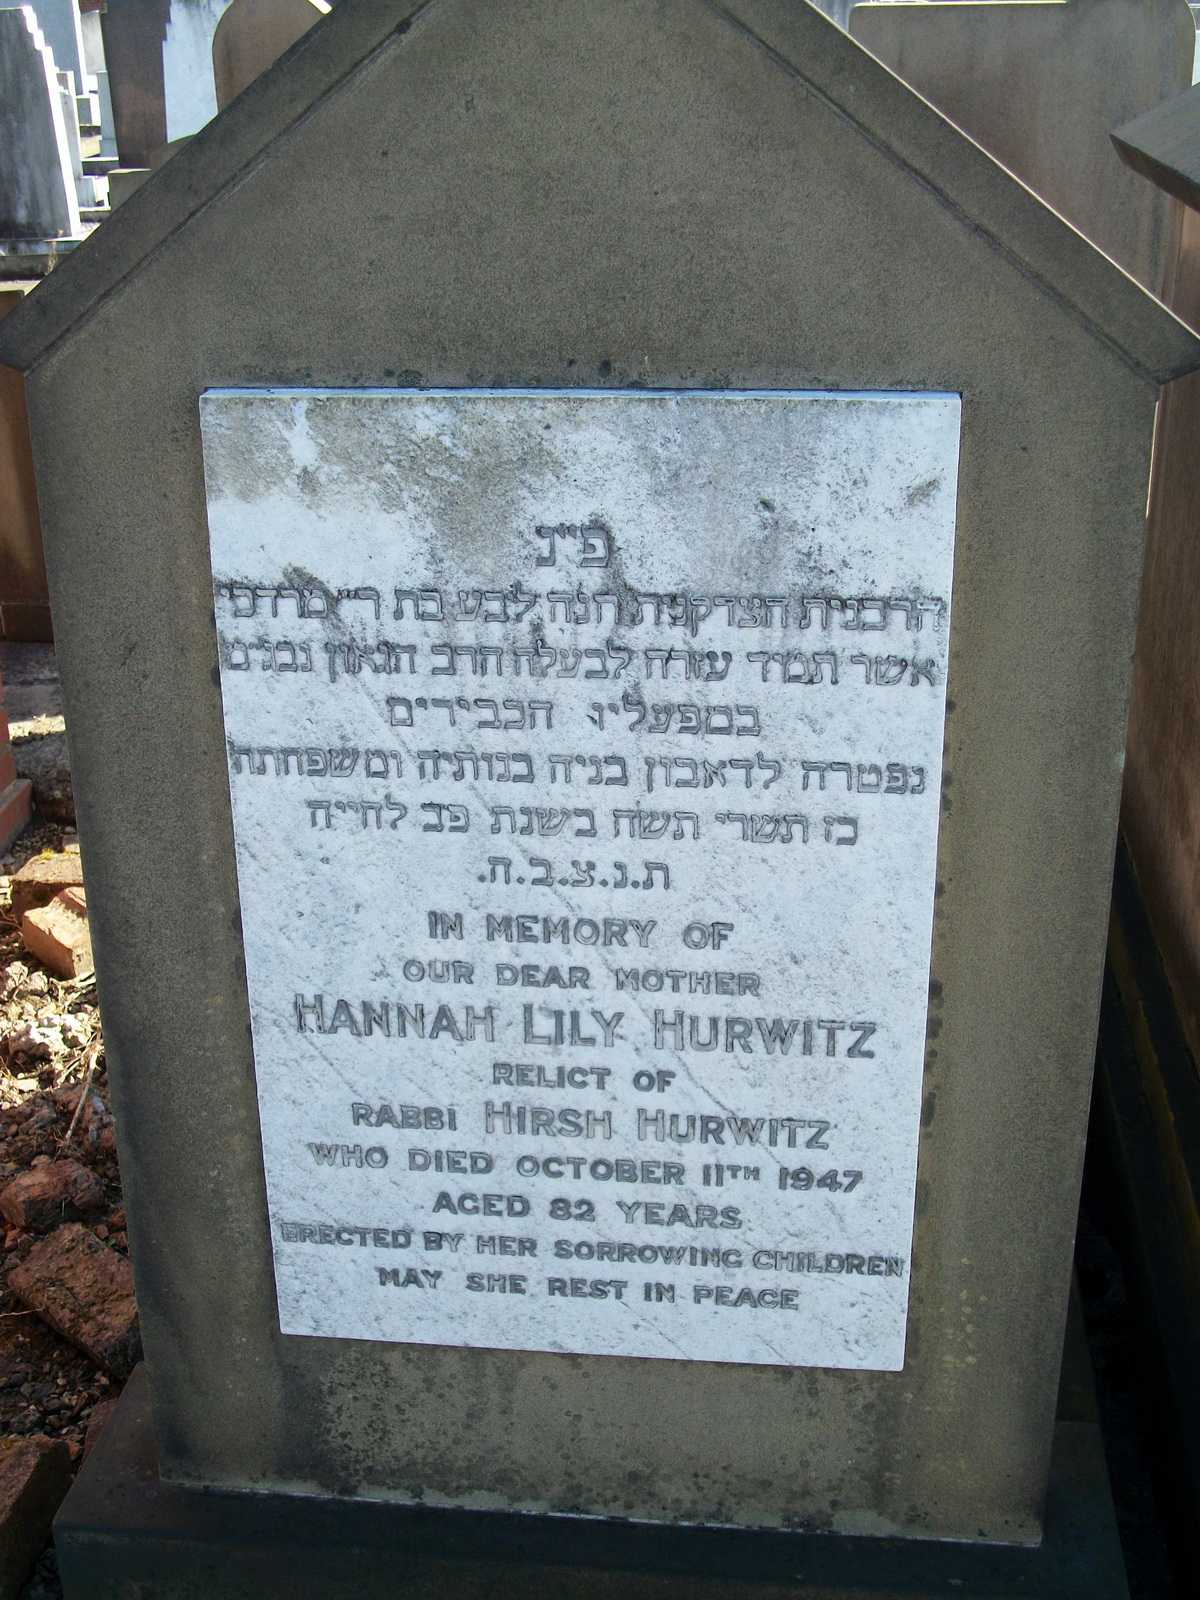 פ״נ
הרבנית הצדקנית חנה לבט בת ר״ מרדכי
אשר תמיד עזרה לבעלה הרב הגאון נבג״מ
במפעליו הכבירים
נפטרה לדאבון בניה בנותיה ומשפחתה
כז תשרי תשח בשנת פב לחייה
ת.נ.צ.ב.ה.
IN MEMORY OF
OUR DEAR MOTHER
HANNAH LILY HURWITZ
RELICT OF
RABBI HIRSH HURWITZ
WHO DIED OCTOBER 11TH 1947
AGED 82 YEARS
ERECTED BY HER SORROWING CHILDREN
MAY SHE REST IN PEACE